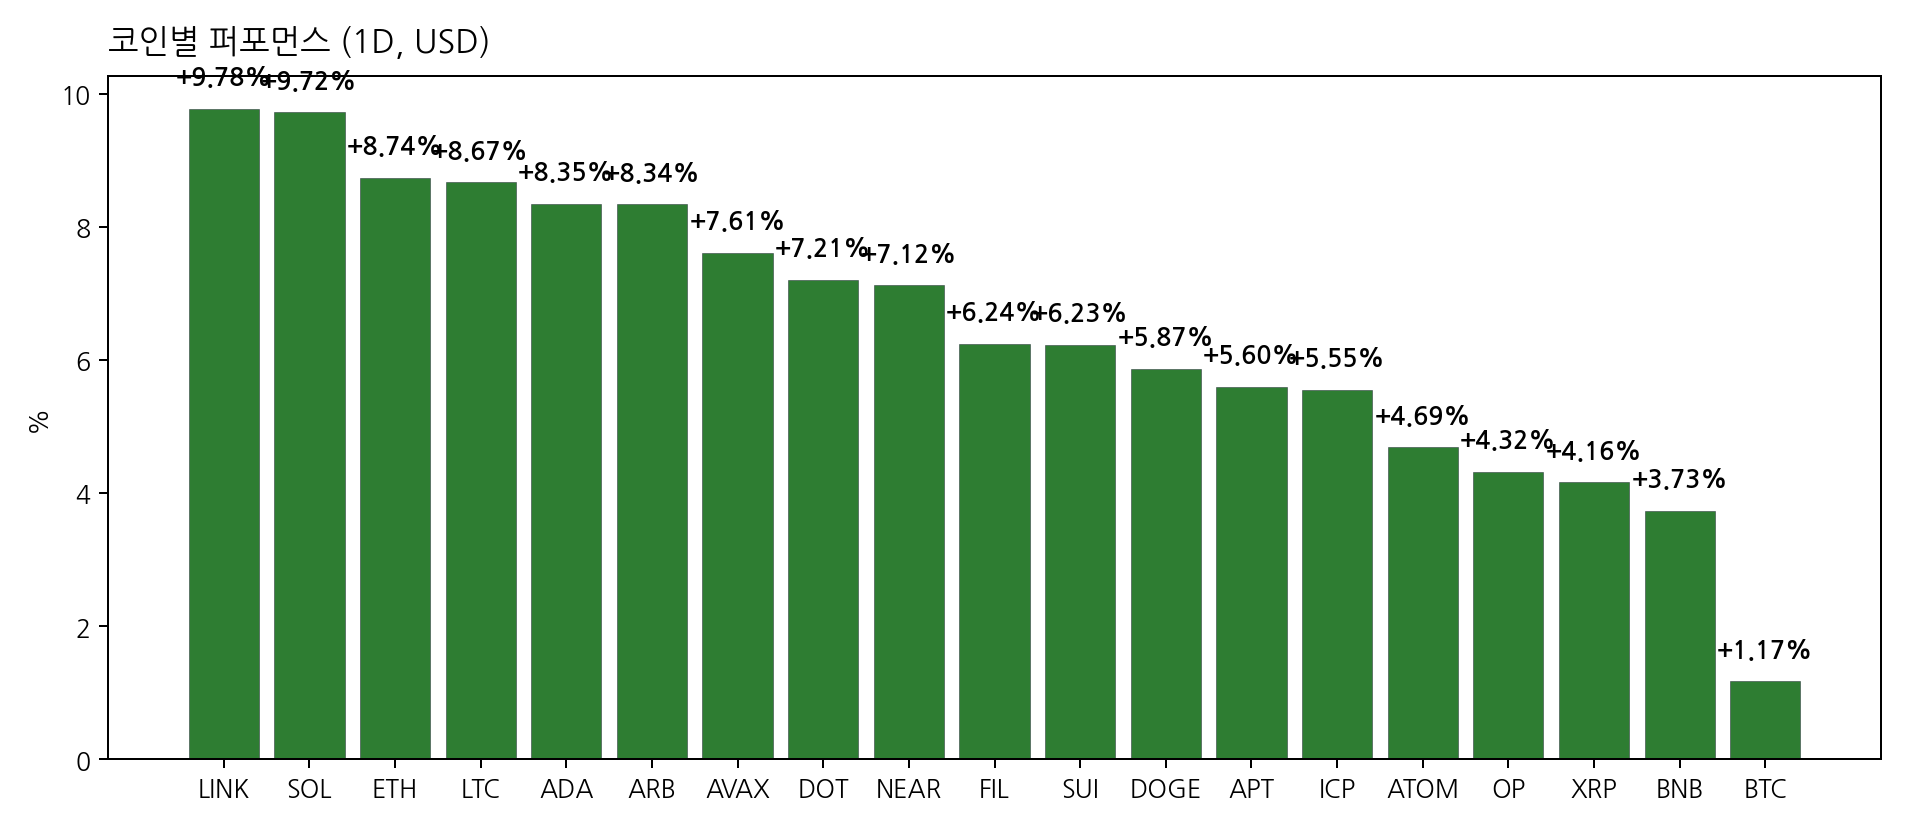 코인별 퍼포먼스 (1D, USD)
+9.78% +9.72% +8.74% +8.67% +8.35% +8.34% +7.61% +7.21% +7.12% +6.24% +6.23% +5.87% +5.60% +5.55% +4.69% +4.32% +4.16% +3.73% +1.17%
10
8
6
4
2
0
%
LINK SOL ETH LTC ADA ARB AVAX DOT NEAR FIL SUI DOGE APT ICP ATOM OP XRP BNB BTC